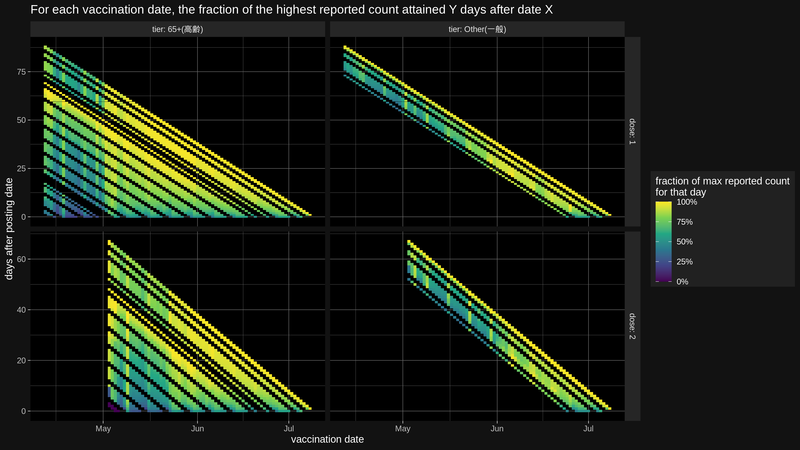 For each vaccination date, the fraction of the highest reported count attained Y days after date X
tier: 65+(高齢)
tier: Other(一般)
75
50
25
0
dose: 1
60
40
20
0
dose: 2
days after posting date
May
Jun
Jul
May
Jun
Jul
vaccination date
fraction of max reported count
for that day
100%
75%
50%
25%
0%